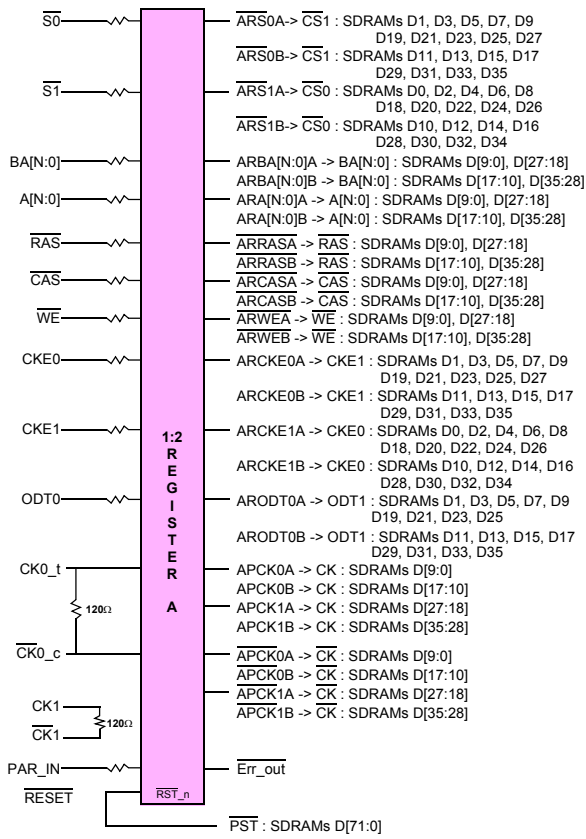 S0 ARS0A-> CS1 : SDRAMs D1, D3, D5, D7, D9
D19, D21, D23, D25, D27
ARS0B-> CS1 : SDRAMs D11, D13, D15, D17
D29, D31, D33, D35
S1 ARS1A-> CS0 : SDRAMs D0, D2, D4, D6, D8
D18, D20, D22, D24, D26
ARS1B-> CS0 : SDRAMs D10, D12, D14, D16
D28, D30, D32, D34
BA[N:0] ARBA[N:0]A -> BA[N:0] : SDRAMs D[9:0], D[27:18]
ARBA[N:0]B -> BA[N:0] : SDRAMs D[17:10], D[35:28]
A[N:0] ARA[N:0]A -> A[N:0] : SDRAMs D[9:0], D[27:18]
ARA[N:0]B -> A[N:0] : SDRAMs D[17:10], D[35:28]
RAS ARRASA -> RAS : SDRAMs D[9:0], D[27:18]
ARRASB -> RAS : SDRAMs D[17:10], D[35:28]
CAS ARCASA -> CAS : SDRAMs D[9:0], D[27:18]
ARCASB -> CAS : SDRAMs D[17:10], D[35:28]
WE ARWEA -> WE : SDRAMs D[9:0], D[27:18]
ARWEB -> WE : SDRAMs D[17:10], D[35:28]
CKE0 ARCKE0A -> CKE1 : SDRAMs D1, D3, D5, D7, D9
D19, D21, D23, D25, D27
ARCKE0B -> CKE1 : SDRAMs D11, D13, D15, D17
D29, D31, D33, D35
CKE1 ARCKE1A -> CKE0 : SDRAMs D0, D2, D4, D6, D8
D18, D20, D22, D24, D26
ARCKE1B -> CKE0 : SDRAMs D10, D12, D14, D16
D28, D30, D32, D34
1:2
REGISTER
A
ODT0 ARODT0A -> ODT1 : SDRAMs D1, D3, D5, D7, D9
D19, D21, D23, D25
ARODT0B -> ODT1 : SDRAMs D11, D13, D15, D17
D29, D31, D33, D35
CK0_t APCK0A -> CK : SDRAMs D[9:0]
APCK0B -> CK : SDRAMs D[17:10]
120Ω APCK1A -> CK : SDRAMs D[27:18]
APCK1B -> CK : SDRAMs D[35:28]
CK0_c APCK0A -> CK : SDRAMs D[9:0]
APCK0B -> CK : SDRAMs D[17:10]
APCK1A -> CK : SDRAMs D[27:18]
CK1 APCK1B -> CK : SDRAMs D[35:28]
120Ω
CK1
PAR_IN Err_out
RESET RST_n
PST : SDRAMs D[71:0]